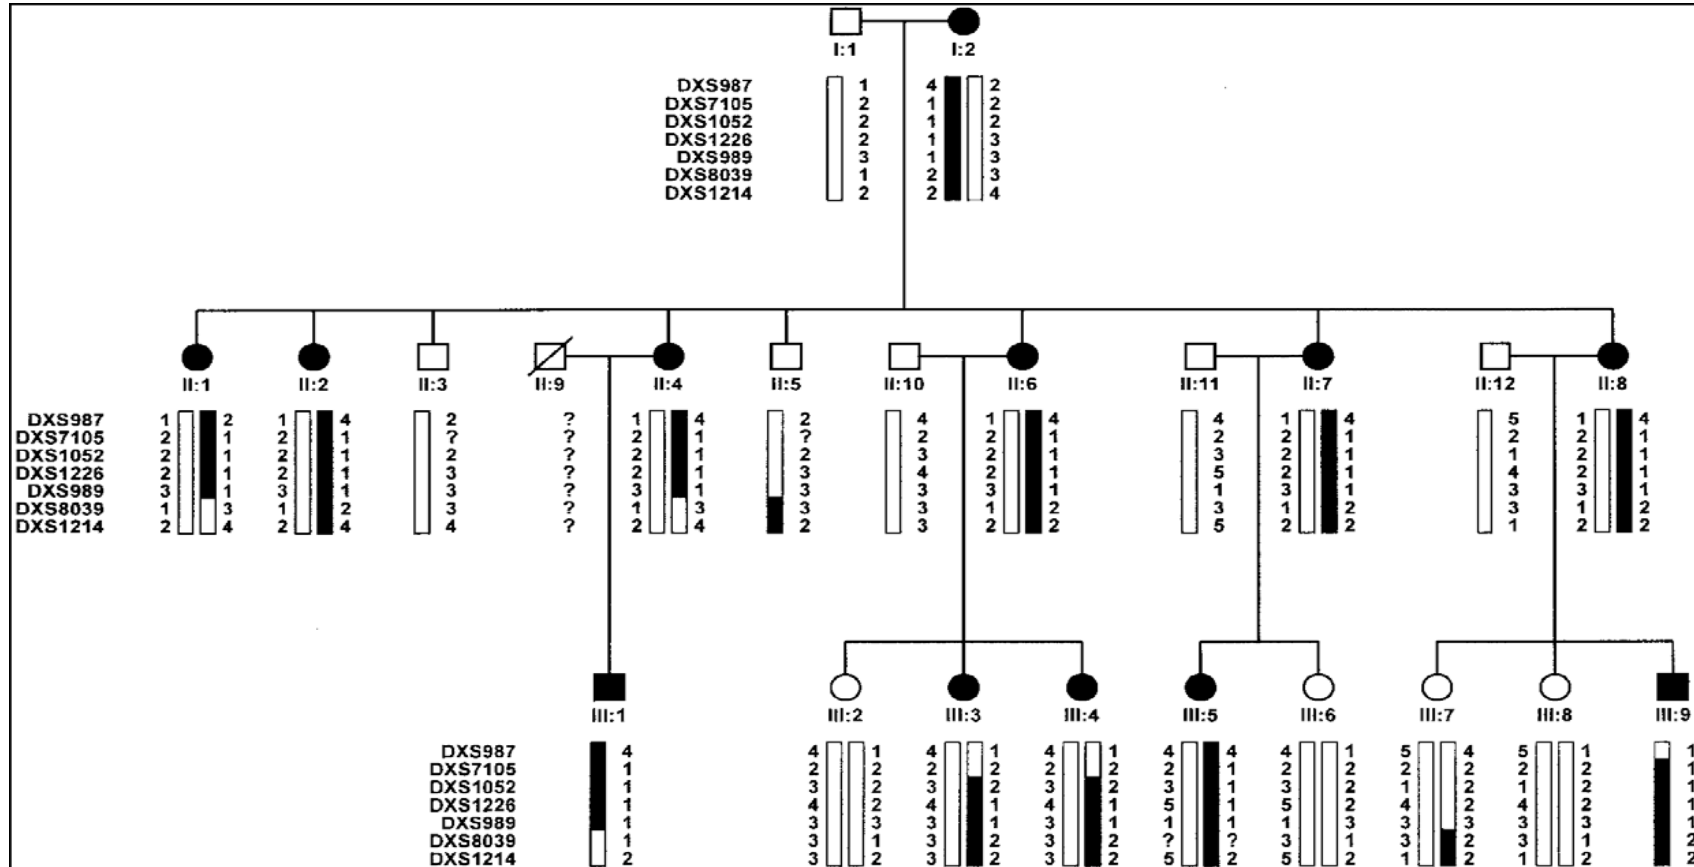 I:1 I:2
DXS987 1 4 2
DXS7105 2 1 2
DXS1052 2 1 2
DXS1226 2 1 3
DXS989 3 1 3
DXS8039 1 2 3
DXS1214 2 2 4
II:1 II:2 II:3 II:9 II:4 II:5 II:10 II:6 II:11 II:7 II:12 II:8
DXS987 1 2 1 4 2 ? 1 4 2 4 1 4 4 1 4 5 1 4
DXS7105 2 1 2 1 ? ? 2 1 ? 2 2 1 2 2 1 2 2 1
DXS1052 2 1 2 1 2 ? 2 1 2 3 2 1 3 2 1 1 2 1
DXS1226 2 1 2 1 3 ? 2 1 3 4 2 1 5 2 1 4 2 1
DXS989 3 1 3 1 3 ? 3 1 3 3 3 1 1 3 1 3 3 1
DXS8039 1 3 1 2 3 ? 1 3 3 3 1 2 3 1 2 3 1 2
DXS1214 2 4 2 4 4 ? 2 4 2 3 2 2 5 2 2 1 2 2
III:1 III:2 III:3 III:4 III:5 III:6 III:7 III:8 III:9
DXS987 4 4 1 4 1 4 1 4 4 4 1 5 4 5 1 1
DXS7105 1 2 2 2 2 2 2 2 1 2 2 2 2 2 2 1
DXS1052 1 3 2 3 2 3 2 3 1 3 2 1 2 1 2 1
DXS1226 1 4 2 4 1 4 1 5 1 5 2 4 2 4 2 1
DXS989 1 3 3 3 1 3 1 1 1 1 3 3 3 3 3 1
DXS8039 1 3 1 3 2 3 2 ? ? 3 1 3 2 3 1 2
DXS1214 2 3 2 3 2 3 2 5 2 5 2 1 2 1 2 2